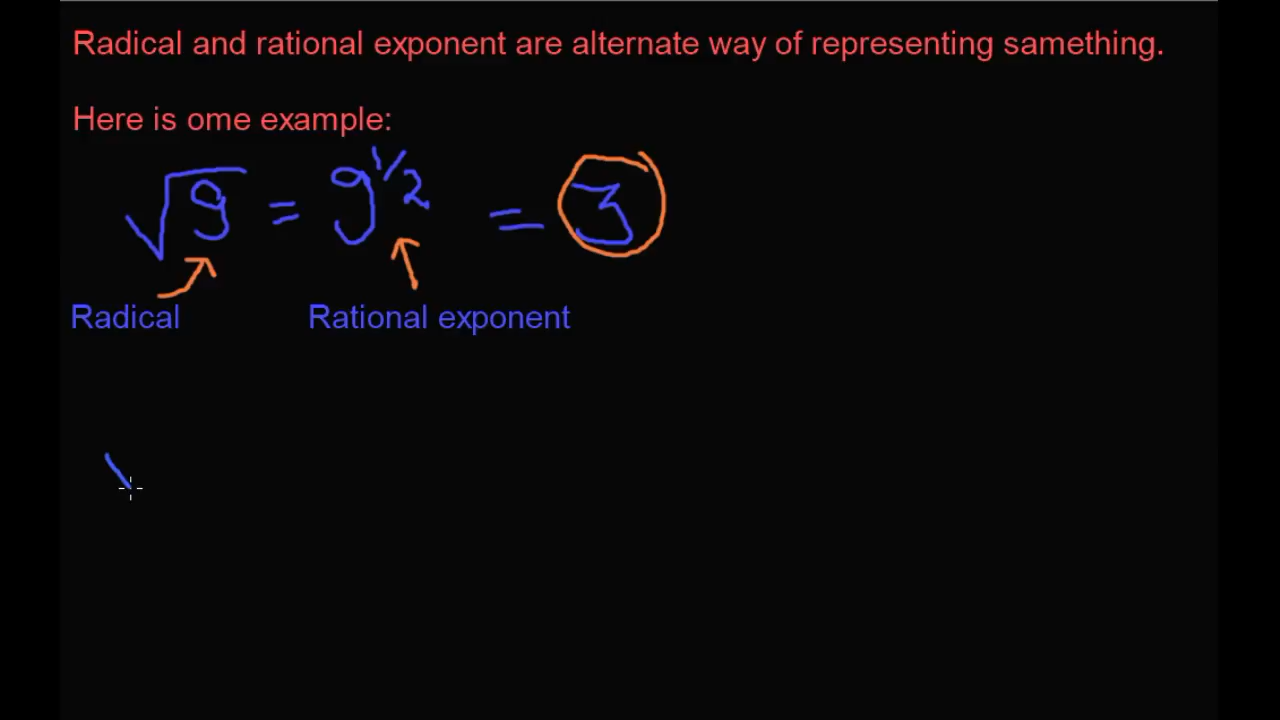 Radical and rational exponent are alternate way of representing samething.
Here is ome example:
√9 = 9^1/2 = 3
Radical Rational exponent